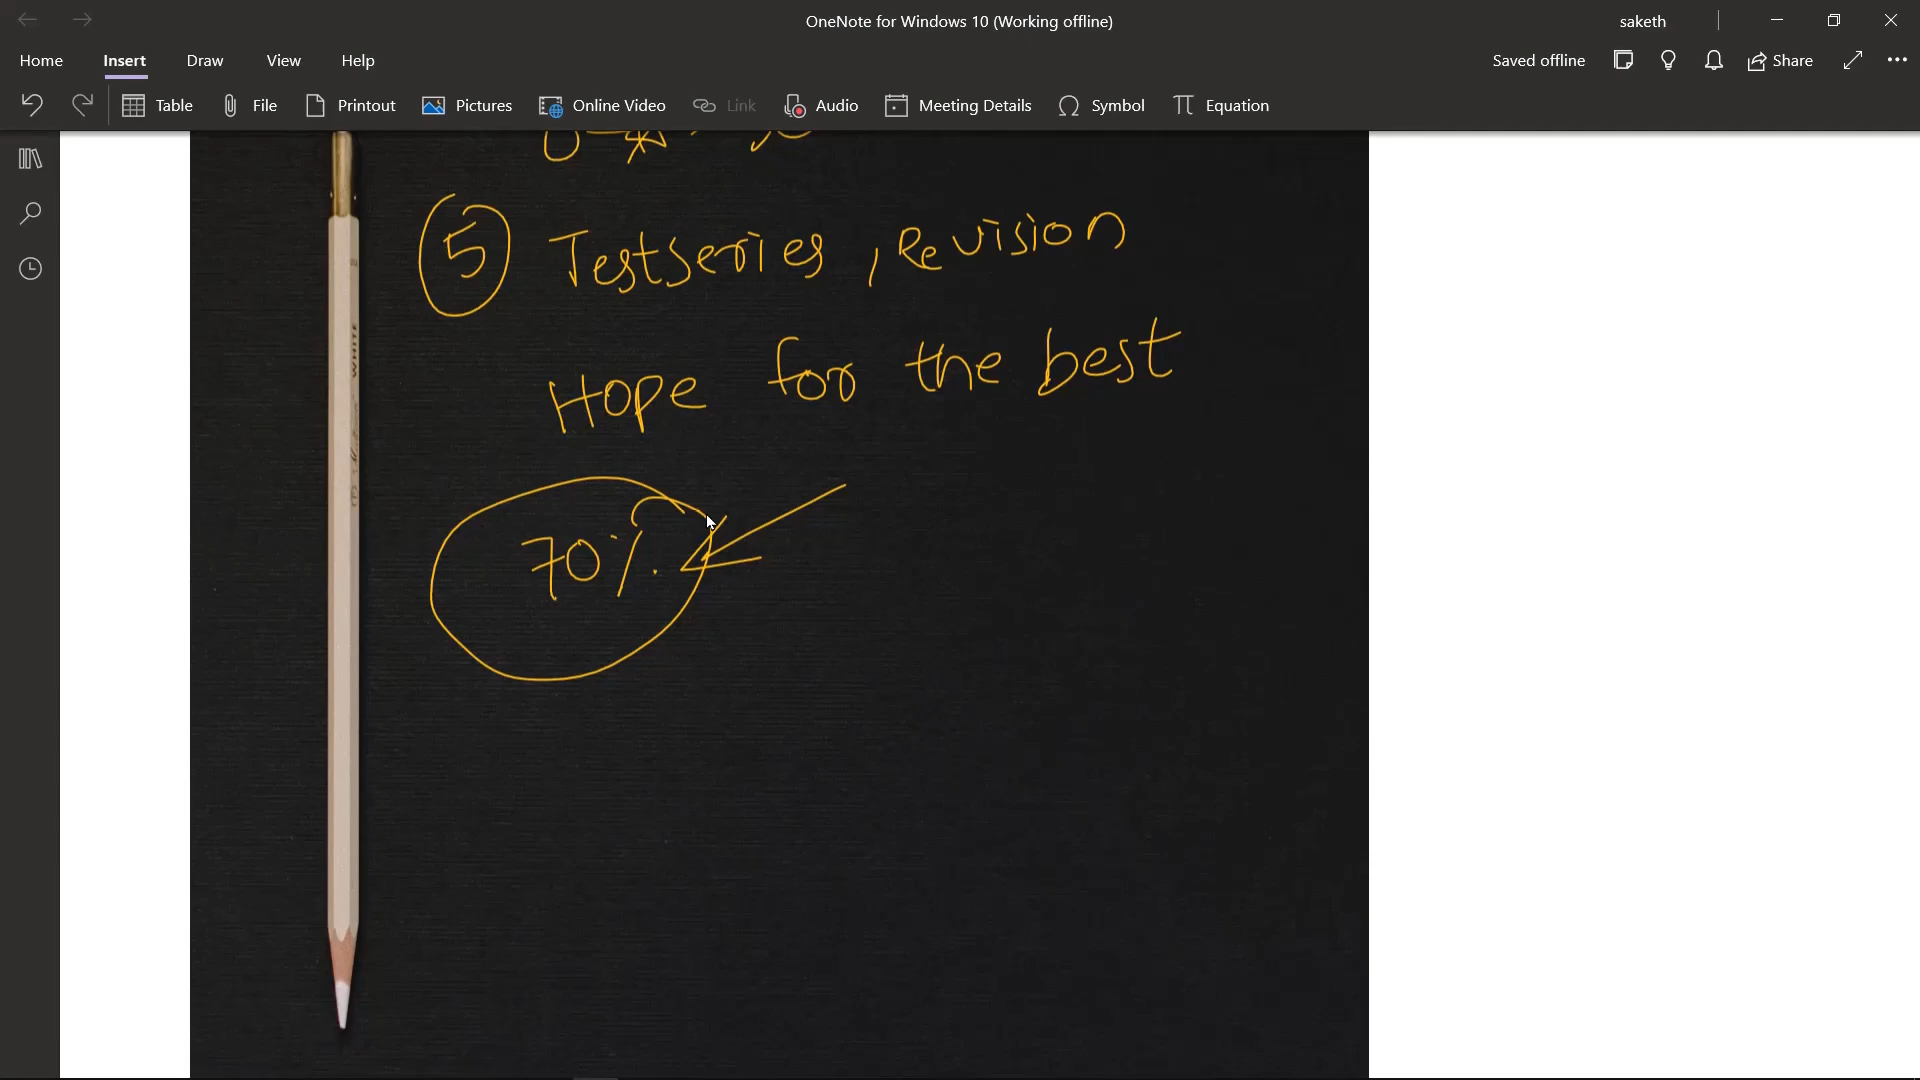 OneNote for Windows 10 (Working offline) saketh
Home Insert Draw View Help Saved offline Share
Table File Printout Pictures Online Video Link Audio Meeting Details Symbol Equation
5 Testseries, Revision
Hope for the best
70%
WHITE